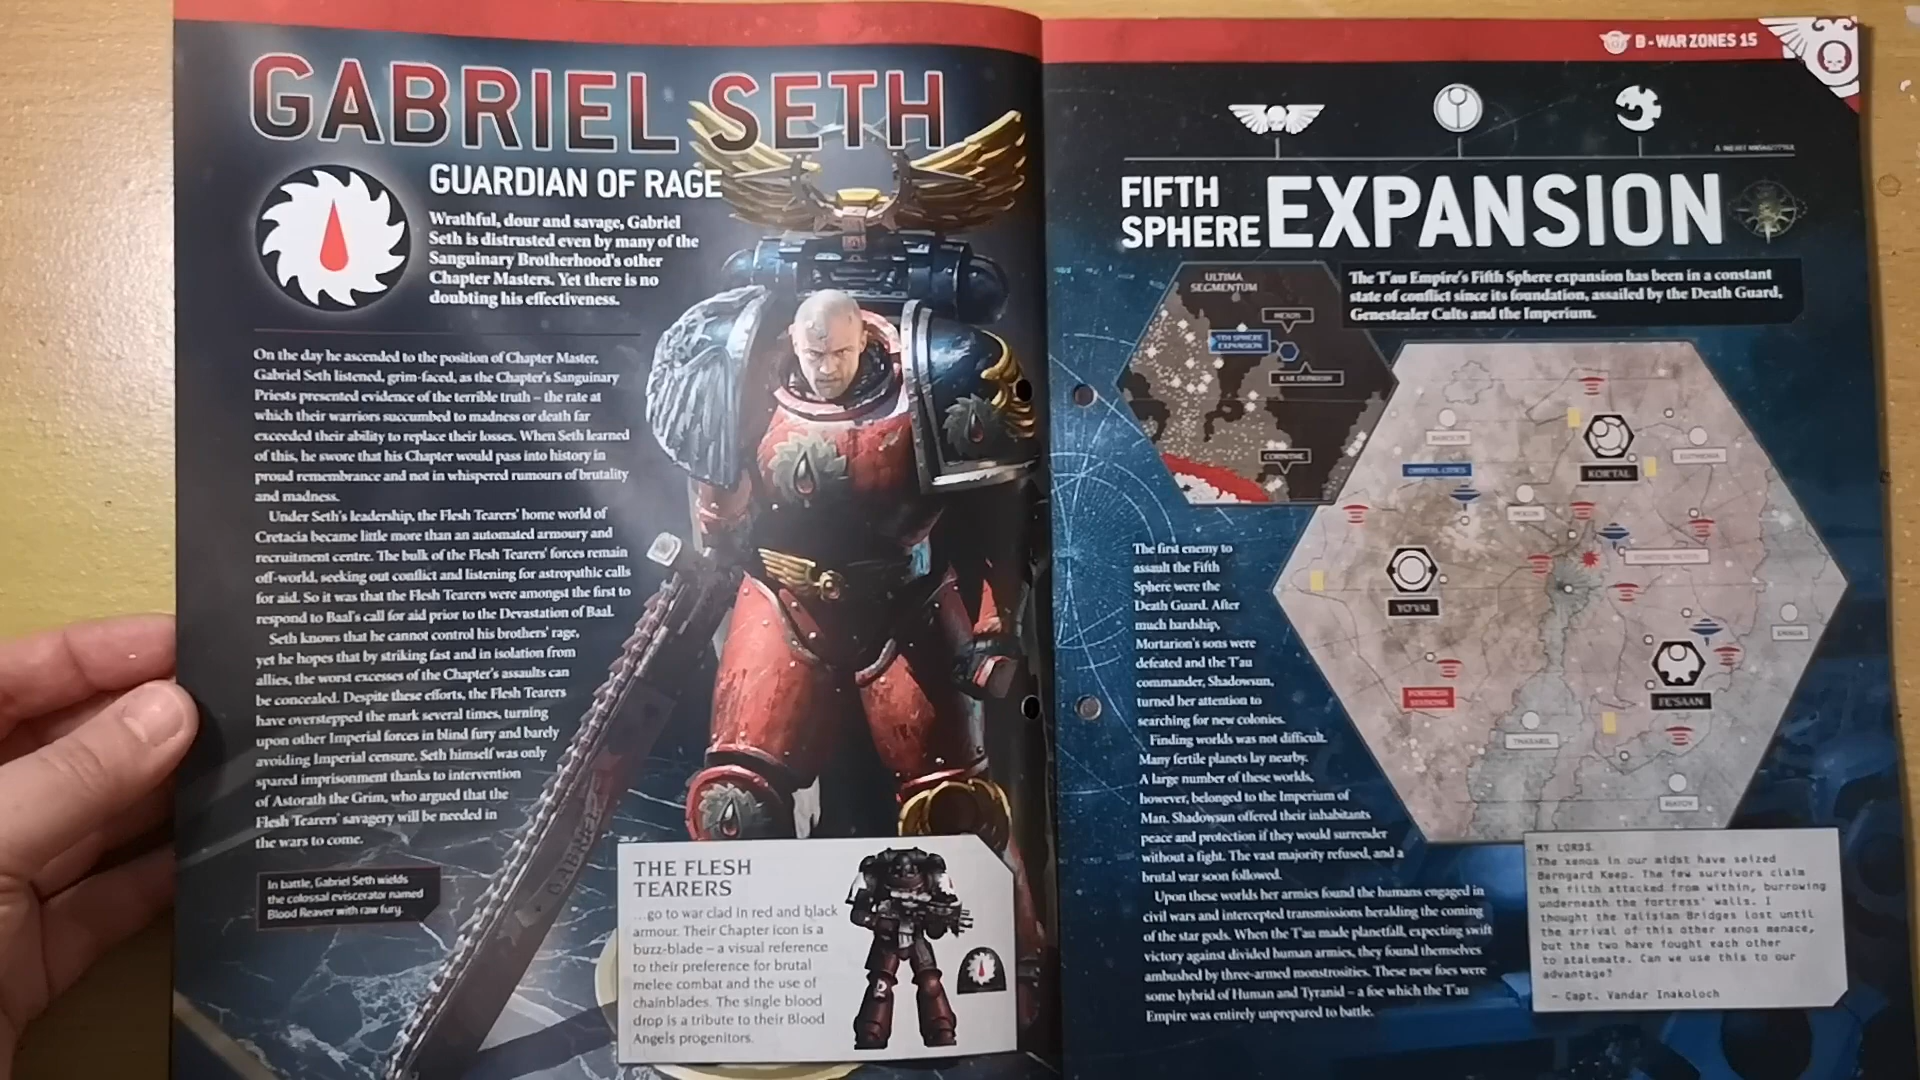 GABRIEL SETH
GUARDIAN OF RAGE
Wrathful, dour and savage, Gabriel
Seth is distrusted even by many of the
Sanguinary Brotherhood's other
Chapter Masters. Yet there is no
doubting his effectiveness.
On the day he ascended to the position of Chapter Master,
Gabriel Seth listened, grim-faced, as the Chapter's Sanguinary
Priests presented evidence of the terrible truth – the rate at
which their warriors succumbed to madness or death far
exceeded their ability to replace their losses. When Seth learned
of this, he swore that his Chapter would pass into history in
proud remembrance and not in whispered rumours of brutality
and madness.
Under Seth's leadership, the Flesh Tearers' home world of
Cretacia became little more than an automated armoury and
recruitment centre. The bulk of the Flesh Tearers' forces remain
off-world, seeking out conflict and listening for astropathic calls
for aid. So it was that the Flesh Tearers were amongst the first to
respond to Baal's call for aid prior to the Devastation of Baal.
Seth knows that he cannot control his brothers' rage,
yet he hopes that by striking fast and in isolation from
allies, the worst excesses of the Chapter's assaults can
be concealed. Despite these efforts, the Flesh Tearers
have overstepped the mark several times, turning
upon other Imperial forces in blind fury and barely
avoiding Imperial censure. Seth himself was only
spared imprisonment thanks to intervention
of Astorath the Grim, who argued that the
Flesh Tearers' savagery will be needed in
the wars to come.
In battle, Gabriel Seth wields
the colossal eviscerator named
Blood Reaver with raw fury.
GABRIEL
THE FLESH
TEARERS
...go to war clad in red and black
armour. Their Chapter icon is a
buzz-blade – a visual reference
to their preference for brutal
melee combat and the use of
chainblades. The single blood
drop is a tribute to their Blood
Angels progenitors.
B - WAR ZONES 15
FIFTH
SPHERE EXPANSION
The T'au Empire's Fifth Sphere expansion has been in a constant
state of conflict since its foundation, assailed by the Death Guard,
Genestealer Cults and the Imperium.
ULTIMA
SEGMENTUM
5TH SPHERE
EXPANSION
ORBITAL CITIES
KOR'TAL
YO'VAI
FE'SAAN
FORTRESS
STATIONS
The first enemy to
assault the Fifth
Sphere were the
Death Guard. After
much hardship,
Mortarion's sons were
defeated and the T'au
commander, Shadowsun,
turned her attention to
searching for new colonies.
Finding worlds was not difficult.
Many fertile planets lay nearby.
A large number of these worlds,
however, belonged to the Imperium of
Man. Shadowsun offered their inhabitants
peace and protection if they would surrender
without a fight. The vast majority refused, and a
brutal war soon followed.
Upon these worlds her armies found the humans engaged in
civil wars and intercepted transmissions heralding the coming
of the star gods. When the T'au made planetfall, expecting swift
victory against divided human armies, they found themselves
ambushed by three-armed monstrosities. These new foes were
some hybrid of Human and Tyranid – a foe which the T'au
Empire was entirely unprepared to battle.
MY LORDS
The xenos in our midst have seized
Berngard Keep. The few survivors claim
the filth attacked from within, burrowing
underneath the fortress' walls. I
thought the Talisian Bridges lost until
the arrival of this other xenos menace,
but the two have fought each other
to stalemate. Can we use this to our
advantage?
– Capt. Vandar Inakoloch